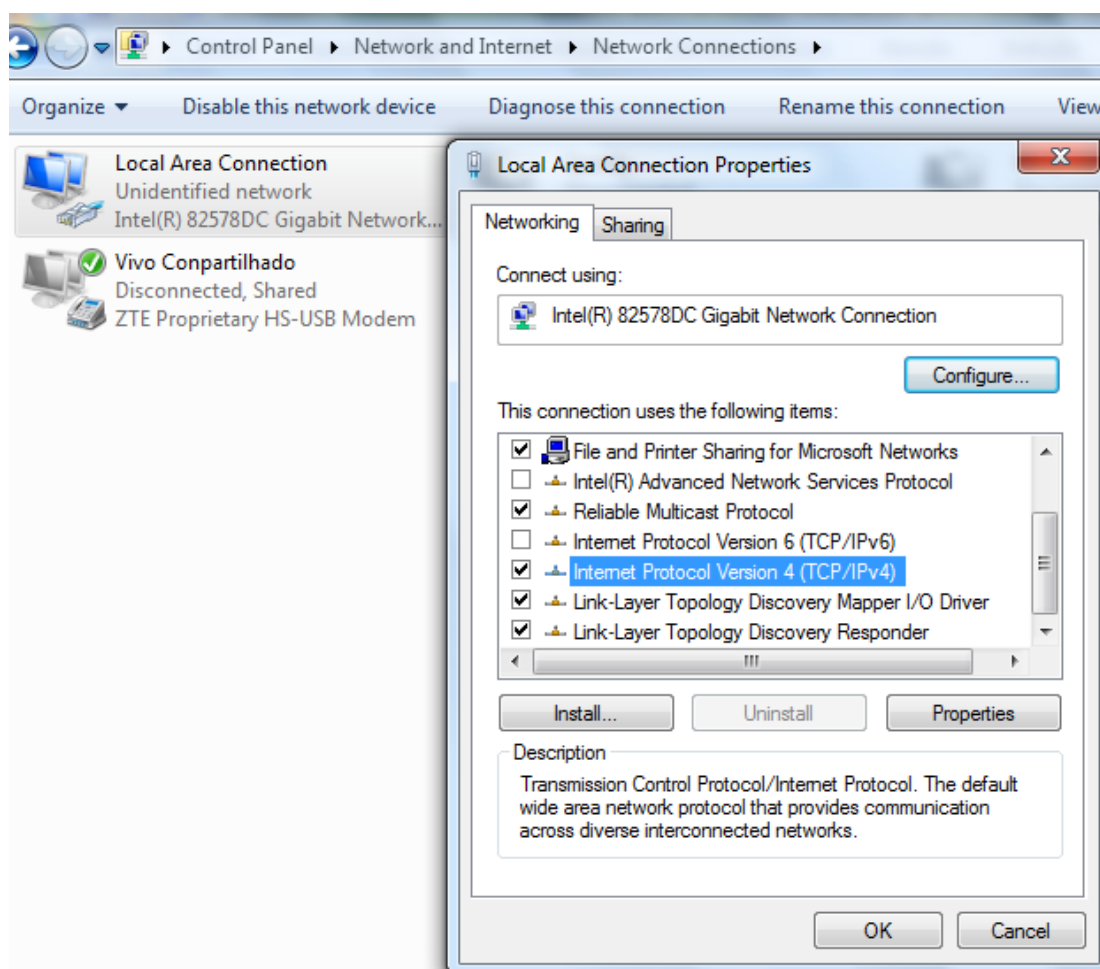 Control Panel Network and Internet Network Connections
Organize Disable this network device Diagnose this connection Rename this connection View
Local Area Connection
Unidentified network
Intel(R) 82578DC Gigabit Network...
Vivo Conpartilhado
Disconnected, Shared
ZTE Proprietary HS-USB Modem
Local Area Connection Properties
Networking Sharing
Connect using:
Intel(R) 82578DC Gigabit Network Connection
Configure...
This connection uses the following items:
File and Printer Sharing for Microsoft Networks
Intel(R) Advanced Network Services Protocol
Reliable Multicast Protocol
Internet Protocol Version 6 (TCP/IPv6)
Internet Protocol Version 4 (TCP/IPv4)
Link-Layer Topology Discovery Mapper I/O Driver
Link-Layer Topology Discovery Responder
Install... Uninstall Properties
Description
Transmission Control Protocol/Internet Protocol. The default
wide area network protocol that provides communication
across diverse interconnected networks.
OK Cancel